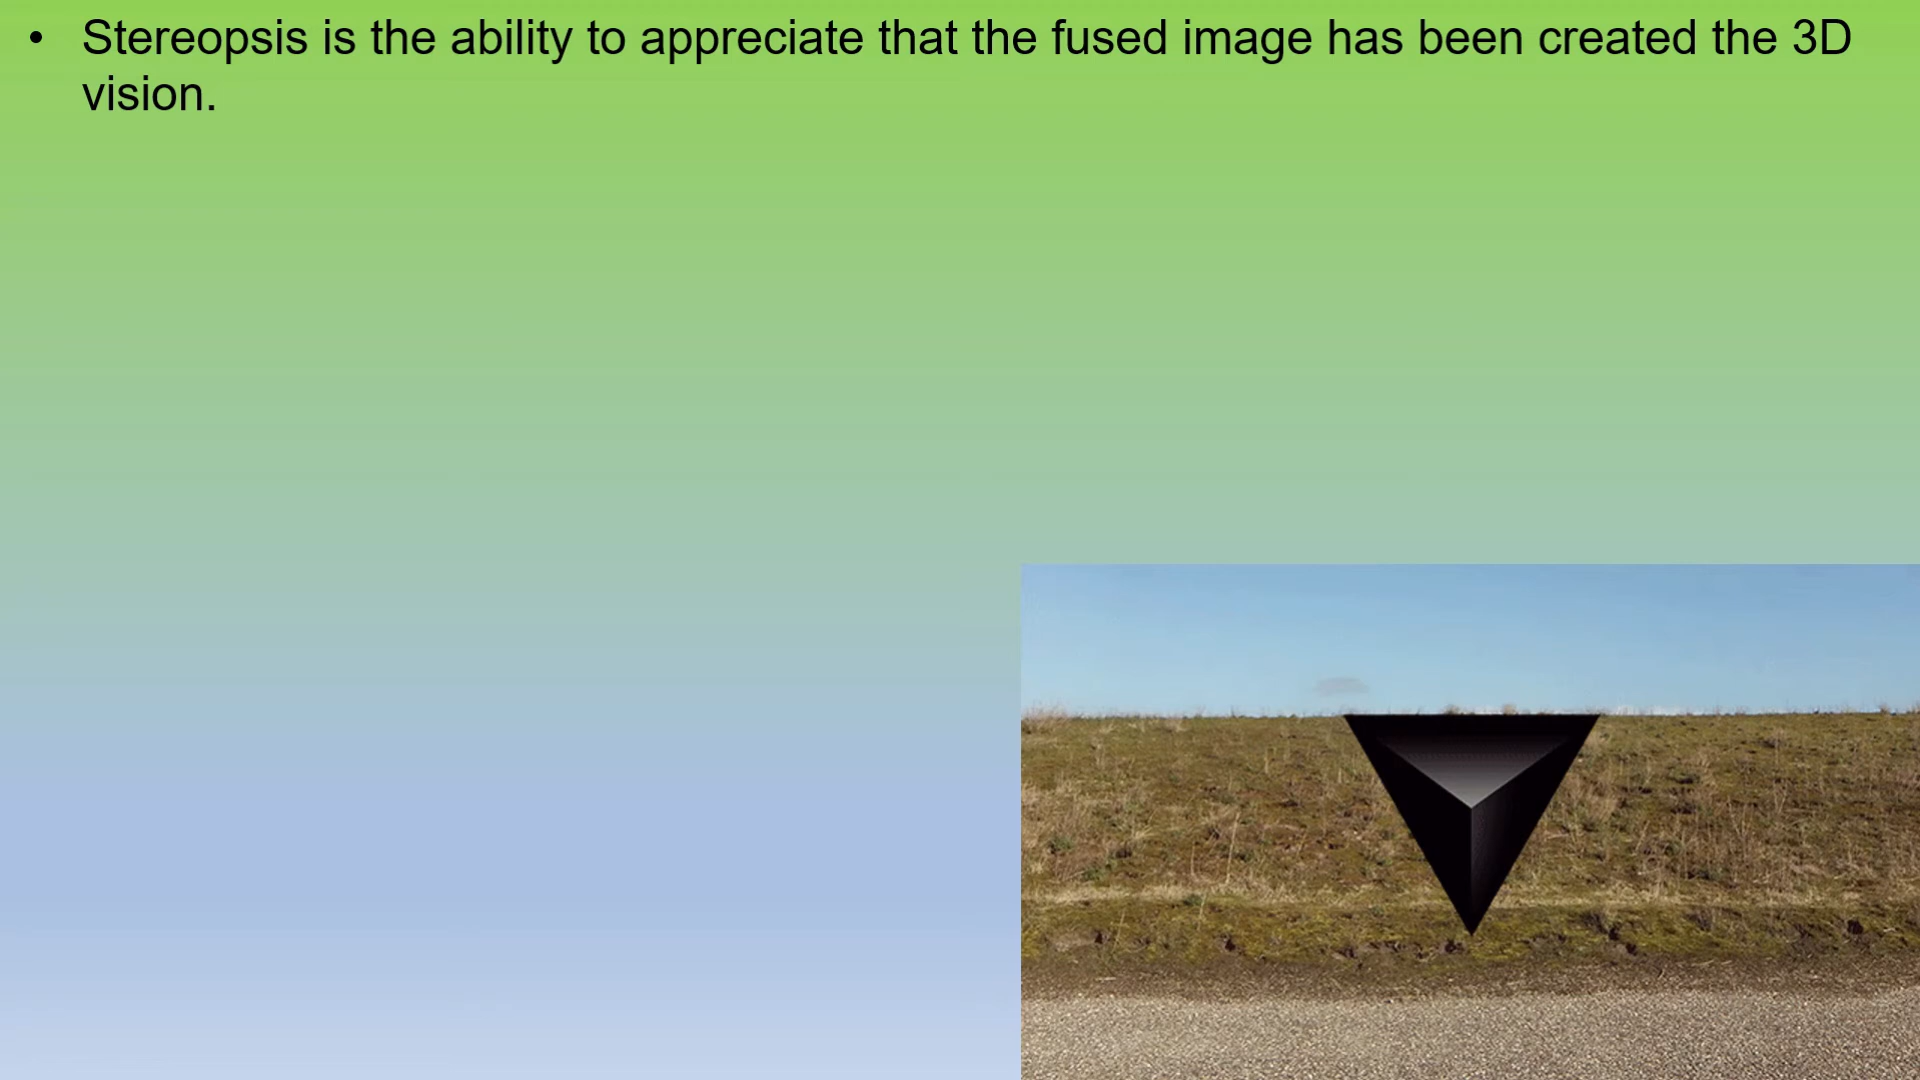 • Stereopsis is the ability to appreciate that the fused image has been created the 3D
vision.